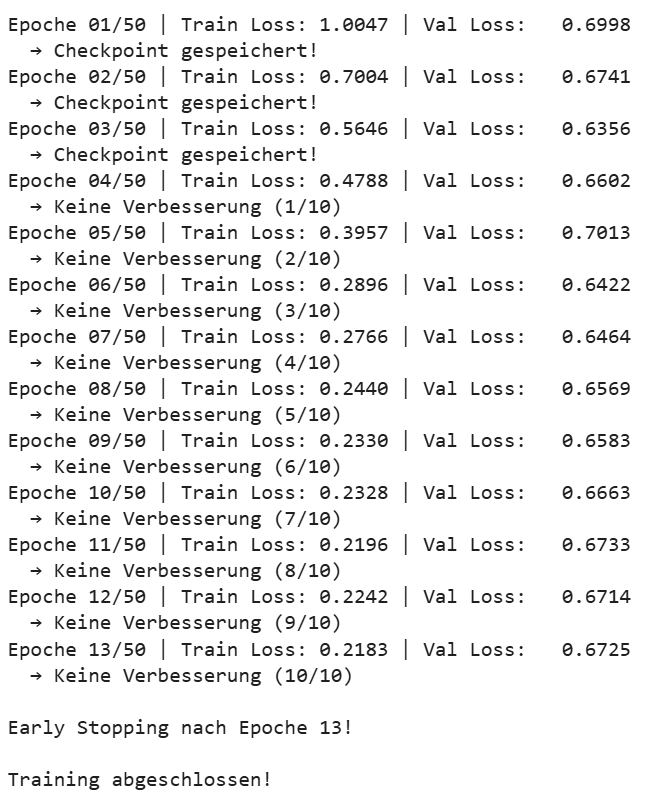 Epoche 01/50 | Train Loss: 1.0047 | Val Loss:   0.6998
  → Checkpoint gespeichert!
Epoche 02/50 | Train Loss: 0.7004 | Val Loss:   0.6741
  → Checkpoint gespeichert!
Epoche 03/50 | Train Loss: 0.5646 | Val Loss:   0.6356
  → Checkpoint gespeichert!
Epoche 04/50 | Train Loss: 0.4788 | Val Loss:   0.6602
  → Keine Verbesserung (1/10)
Epoche 05/50 | Train Loss: 0.3957 | Val Loss:   0.7013
  → Keine Verbesserung (2/10)
Epoche 06/50 | Train Loss: 0.2896 | Val Loss:   0.6422
  → Keine Verbesserung (3/10)
Epoche 07/50 | Train Loss: 0.2766 | Val Loss:   0.6464
  → Keine Verbesserung (4/10)
Epoche 08/50 | Train Loss: 0.2440 | Val Loss:   0.6569
  → Keine Verbesserung (5/10)
Epoche 09/50 | Train Loss: 0.2330 | Val Loss:   0.6583
  → Keine Verbesserung (6/10)
Epoche 10/50 | Train Loss: 0.2328 | Val Loss:   0.6663
  → Keine Verbesserung (7/10)
Epoche 11/50 | Train Loss: 0.2196 | Val Loss:   0.6733
  → Keine Verbesserung (8/10)
Epoche 12/50 | Train Loss: 0.2242 | Val Loss:   0.6714
  → Keine Verbesserung (9/10)
Epoche 13/50 | Train Loss: 0.2183 | Val Loss:   0.6725
  → Keine Verbesserung (10/10)

Early Stopping nach Epoche 13!

Training abgeschlossen!